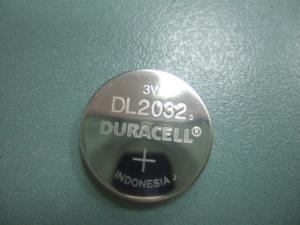 3V
DL2032 D
DURACELL®
+
INDONESIA J